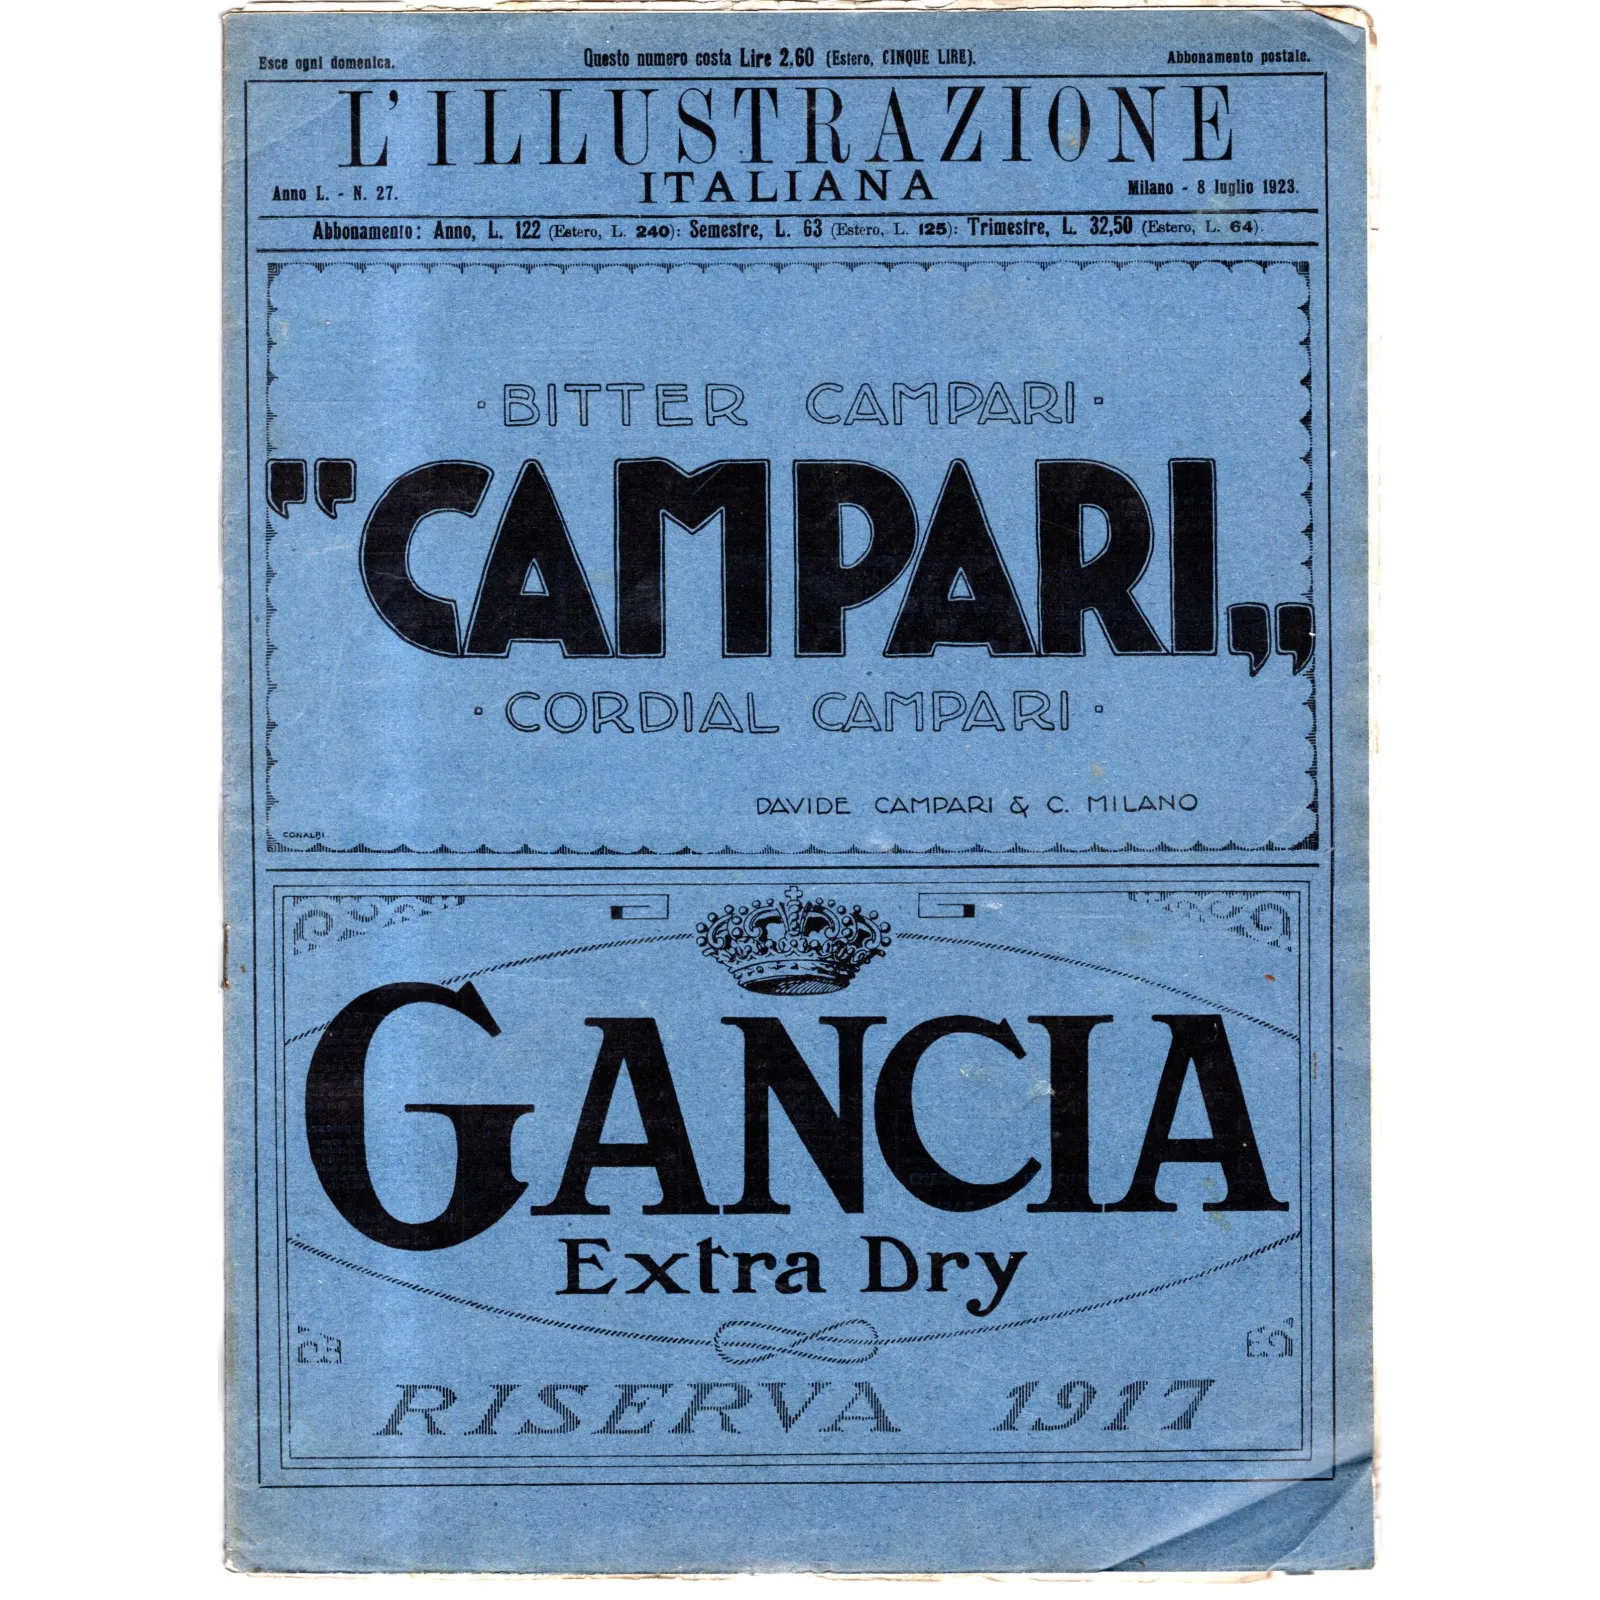 Esce ogni domenica.
Questo numero costa Lire 2,60 (Estero, CINQUE LIRE).
Abbonamento postale.
L'ILLUSTRAZIONE
ITALIANA
Anno L. - N. 27.
Milano - 8 luglio 1923.
Abbonamento: Anno, L. 122 (Estero, L. 240): Semestre, L. 63 (Estero, L. 125): Trimestre, L. 32,50 (Estero, L. 64).
· BITTER CAMPARI ·
"CAMPARI„
· CORDIAL CAMPARI ·
DAVIDE CAMPARI & C. MILANO
CONALBI
GANCIA
Extra Dry
RISERVA 1917